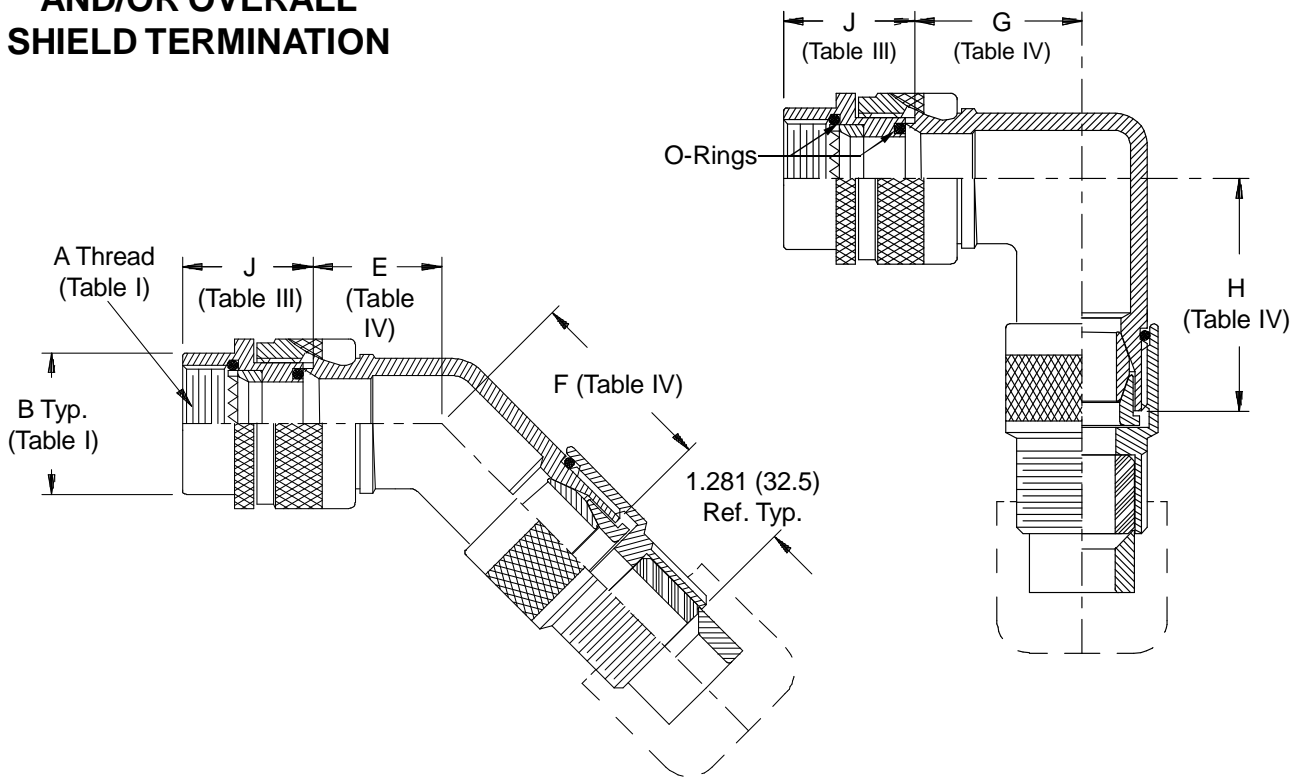 AND/OR OVERALL
SHIELD TERMINATION
J
(Table III)
G
(Table IV)
O-Rings
H
(Table IV)
A Thread
(Table I)
J
(Table III)
E
(Table
IV)
B Typ.
(Table I)
F (Table IV)
1.281 (32.5)
Ref. Typ.